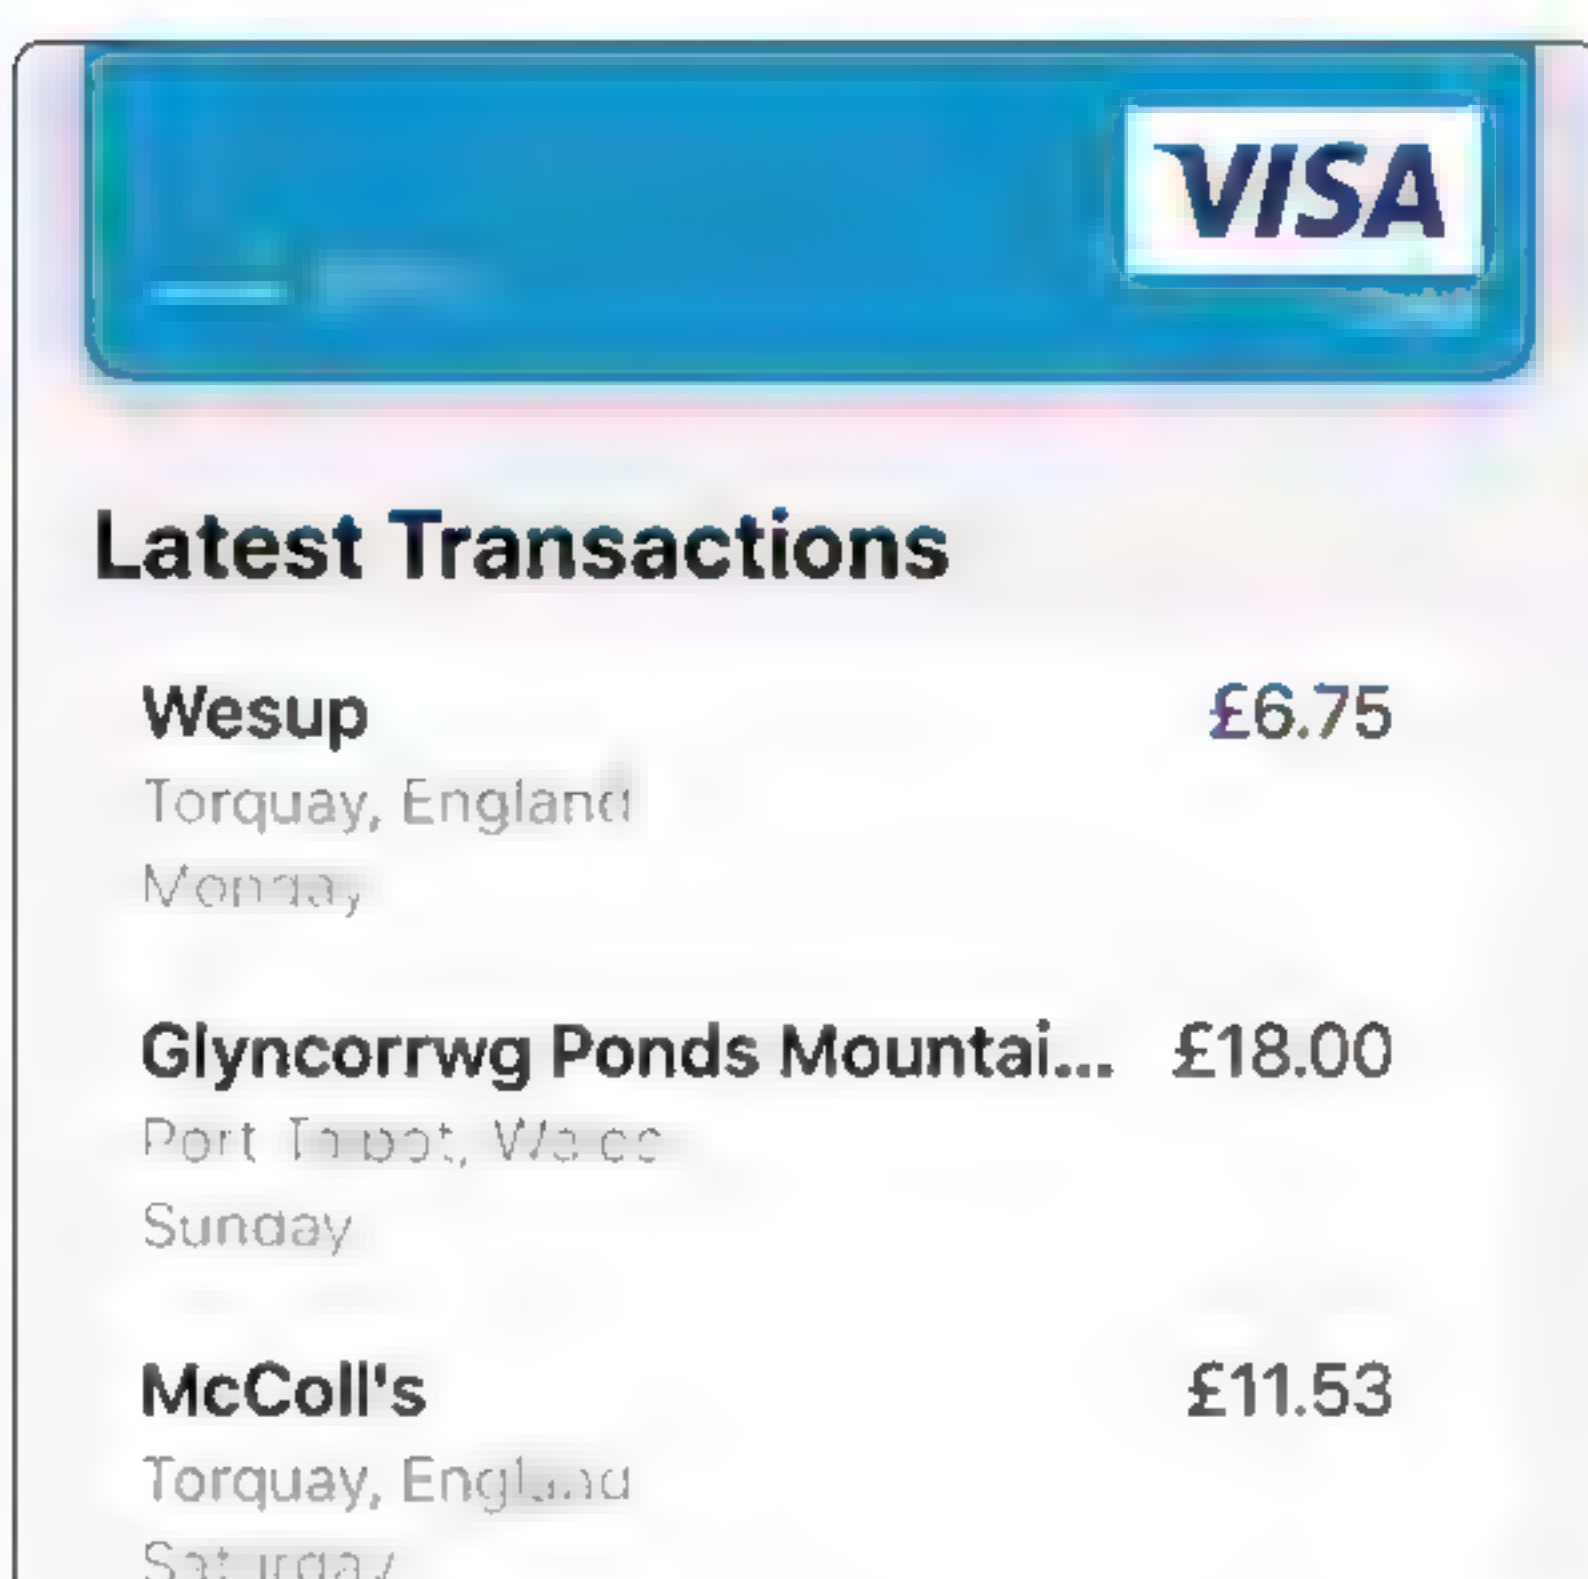 VISA
Latest Transactions
Wesup £6.75
Torquay, England
Monday
Glyncorrwg Ponds Mountai... £18.00
Port Talbot, Wales
Sunday
McColl's £11.53
Torquay, England
Saturday